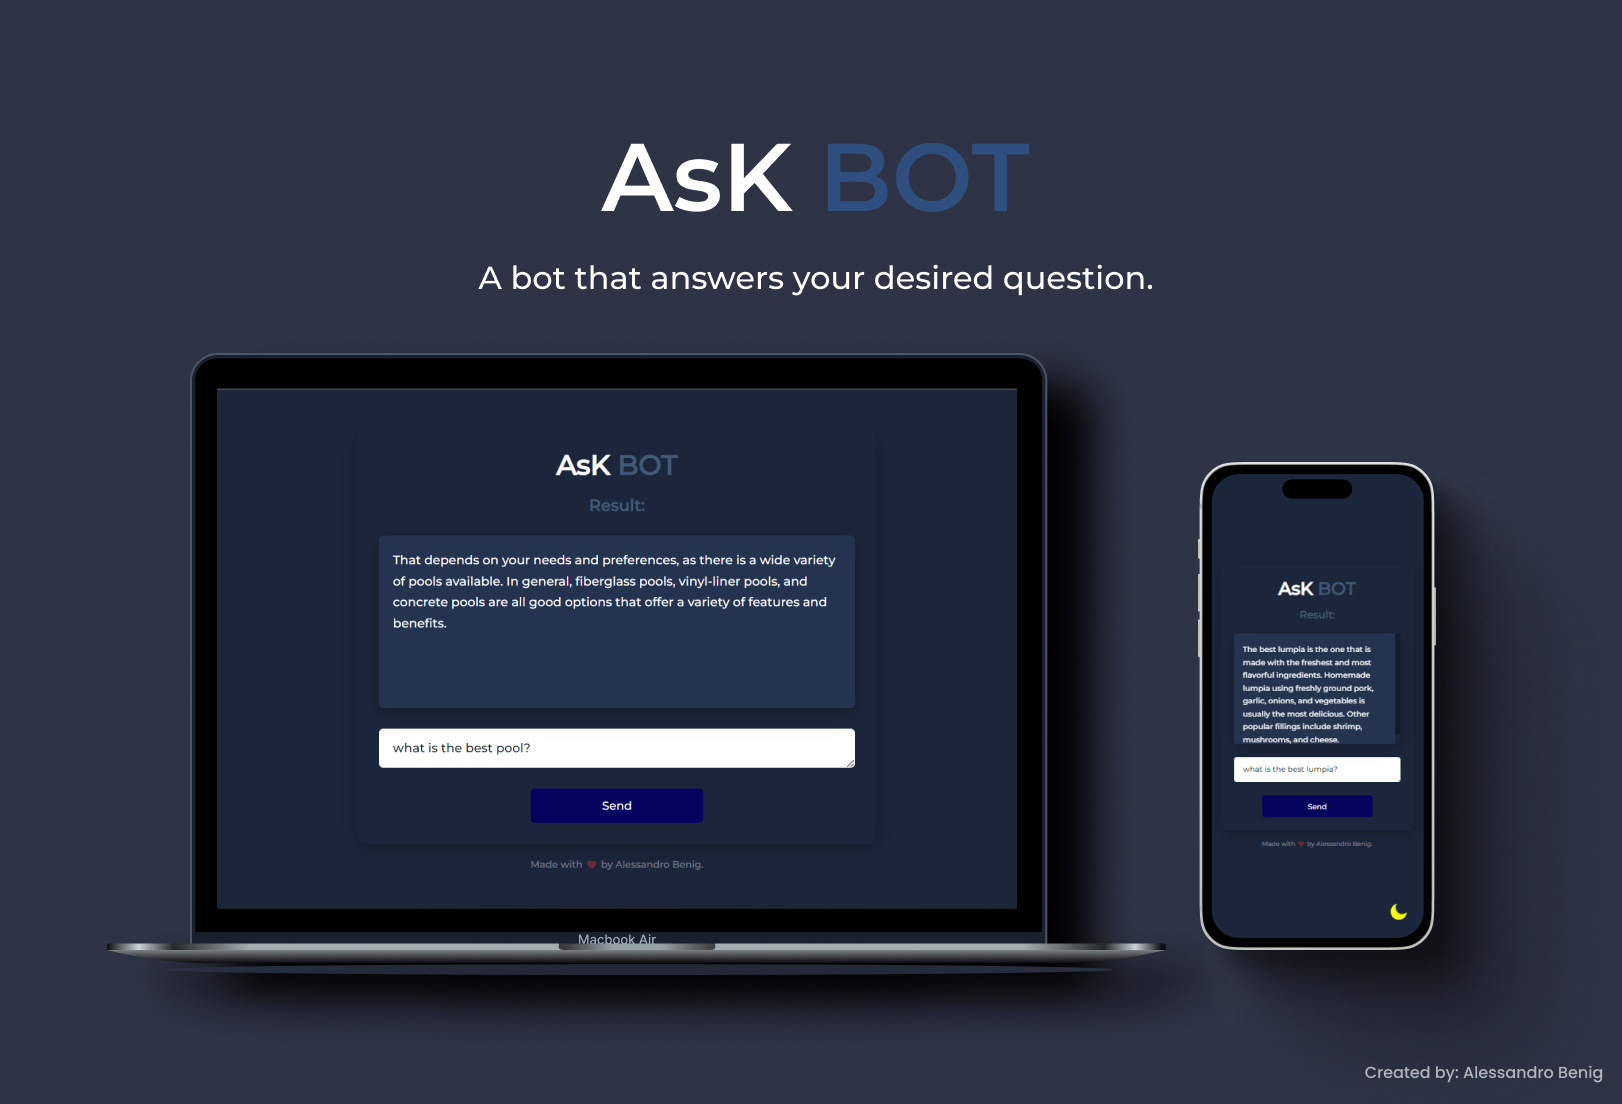 AsK BOT
A bot that answers your desired question.
AsK BOT
Result:
That depends on your needs and preferences, as there is a wide variety
of pools available. In general, fiberglass pools, vinyl-liner pools, and
concrete pools are all good options that offer a variety of features and
benefits.
what is the best pool?
Send
Made with ❤ by Alessandro Benig.
Macbook Air
AsK BOT
Result:
The best lumpia is the one that is
made with the freshest and most
flavorful ingredients. Homemade
lumpia using freshly ground pork,
garlic, onions, and vegetables is
usually the most delicious. Other
popular fillings include shrimp,
mushrooms, and cheese.
what is the best lumpia?
Send
Made with ❤ by Alessandro Benig.
Created by: Alessandro Benig